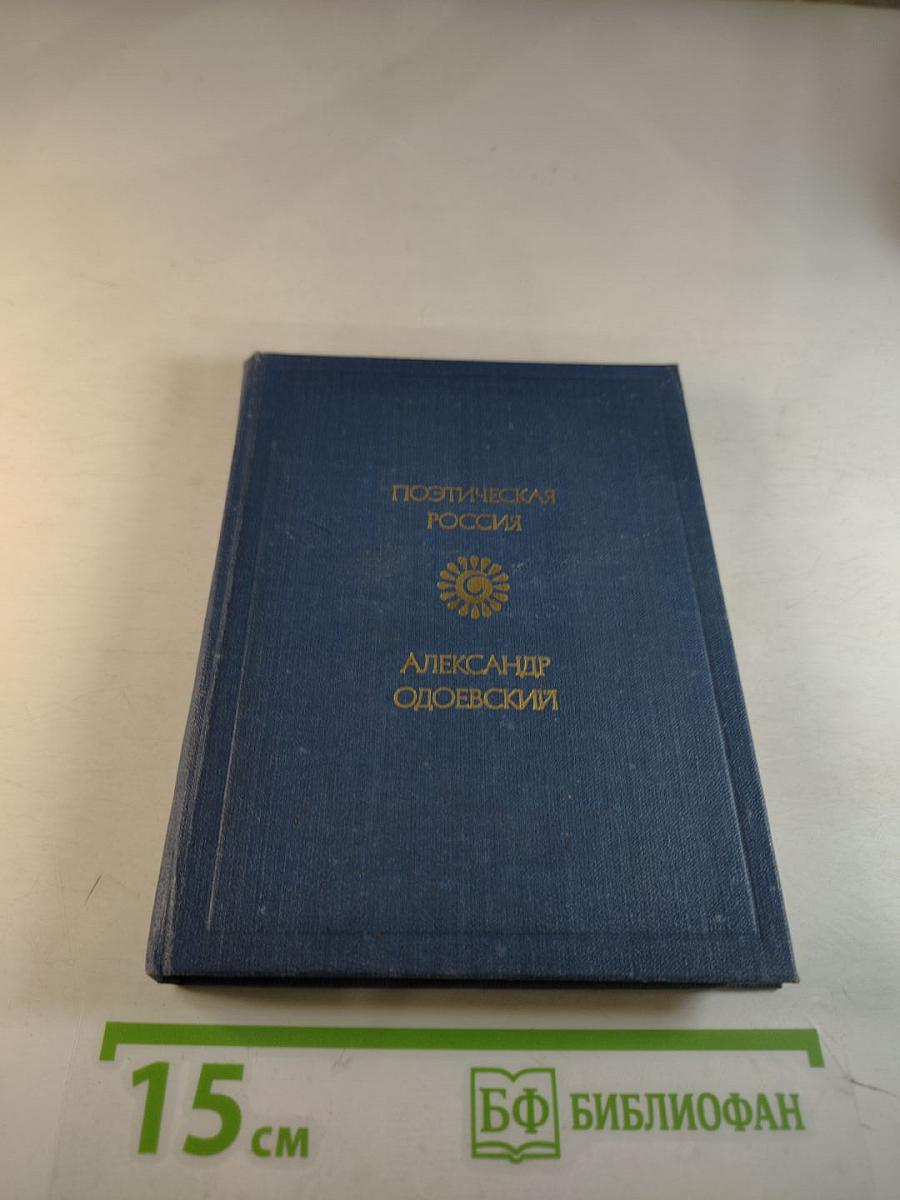 ПОЭТИЧЕСКАЯ
РОССИЯ
АЛЕКСАНДР
ОДОЕВСКИЙ
15 см
БФ БИБЛИОФАН